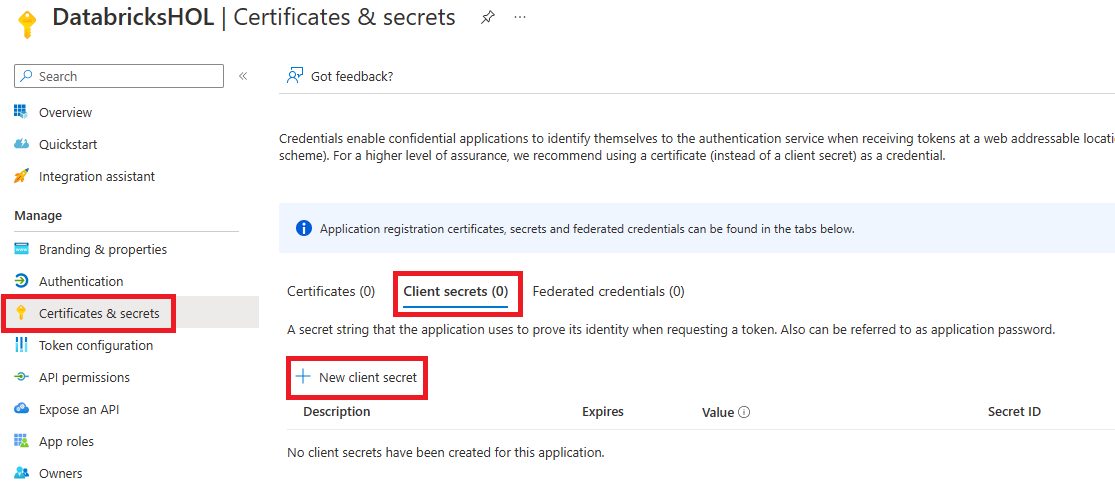 DatabricksHOL | Certificates & secrets
Search
Got feedback?
Overview
Quickstart
Integration assistant
Manage
Branding & properties
Authentication
Certificates & secrets
Token configuration
API permissions
Expose an API
App roles
Owners
Credentials enable confidential applications to identify themselves to the authentication service when receiving tokens at a web addressable
scheme). For a higher level of assurance, we recommend using a certificate (instead of a client secret) as a credential.
Application registration certificates, secrets and federated credentials can be found in the tabs below.
Certificates (0) Client secrets (0) Federated credentials (0)
A secret string that the application uses to prove its identity when requesting a token. Also can be referred to as application password.
New client secret
Description Expires Value Secret ID
No client secrets have been created for this application.